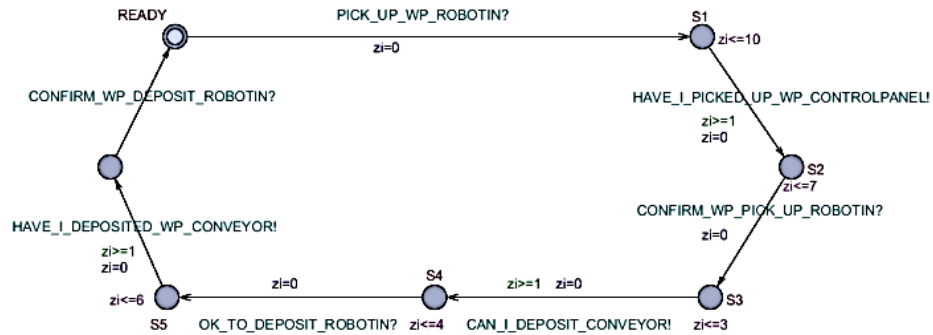 READY
PICK_UP_WP_ROBOTIN?
S1
zi=0
zi<=10
CONFIRM_WP_DEPOSIT_ROBOTIN?
HAVE_I_PICKED_UP_WP_CONTROLPANEL!
zi>=1
zi=0
S2
zi<=7
HAVE_I_DEPOSITED_WP_CONVEYOR!
CONFIRM_WP_PICK_UP_ROBOTIN?
zi=0
zi>=1
zi=0
zi<=6
S5
zi=0
OK_TO_DEPOSIT_ROBOTIN?
S4
zi<=4
zi>=1 zi=0
CAN_I_DEPOSIT_CONVEYOR!
S3
zi<=3